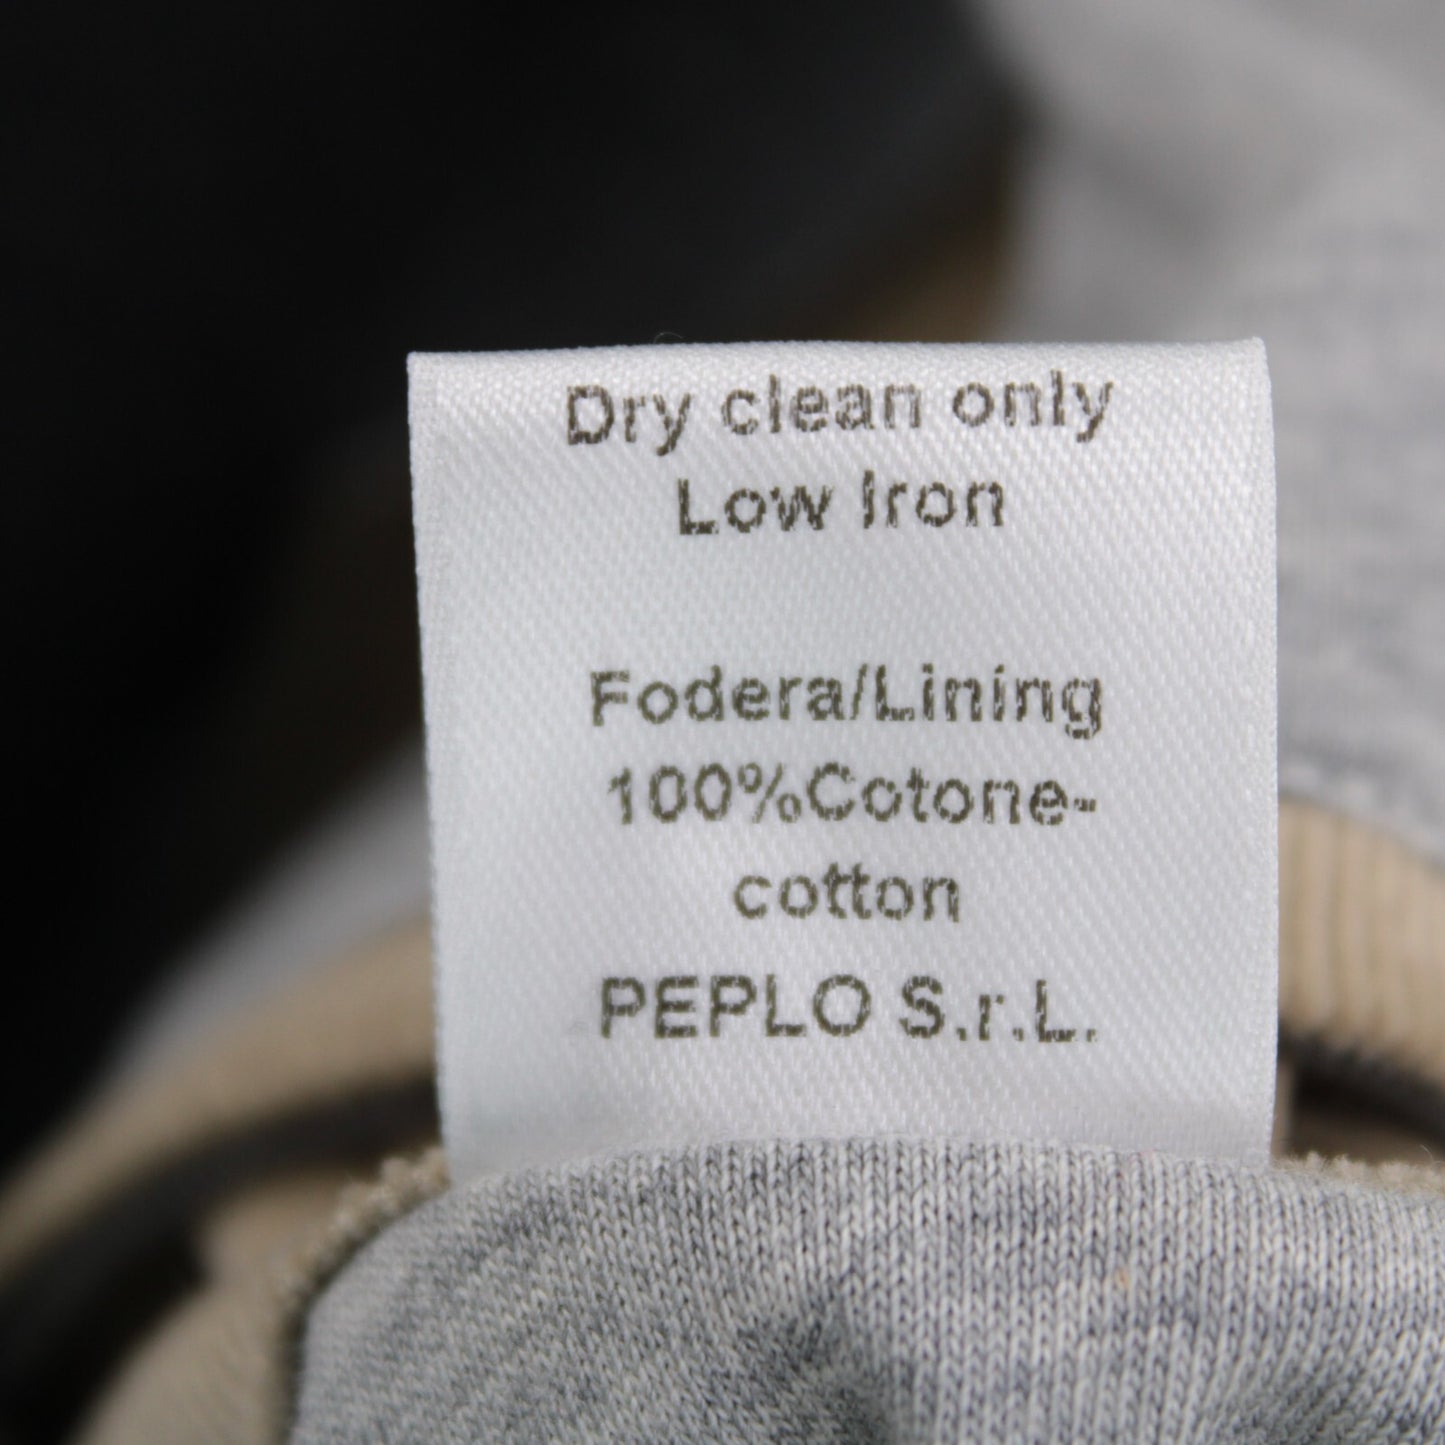 Dry clean only
Low Iron
Fodera/Lining
100%Cotone-
cotton
PEPLO S.r.L.